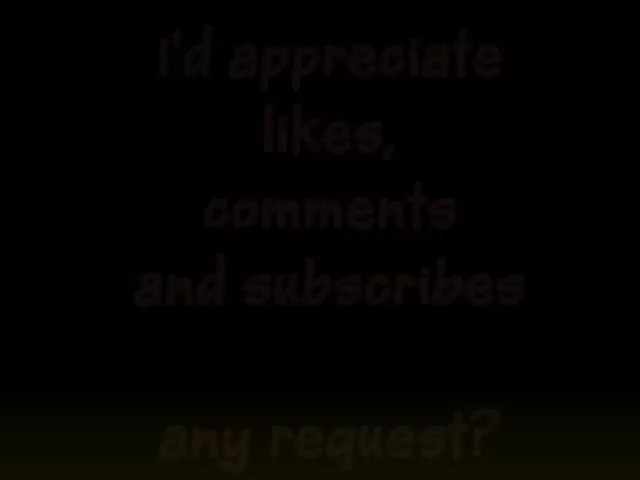 I'd appreciate
likes,
comments
and subscribes
any request?